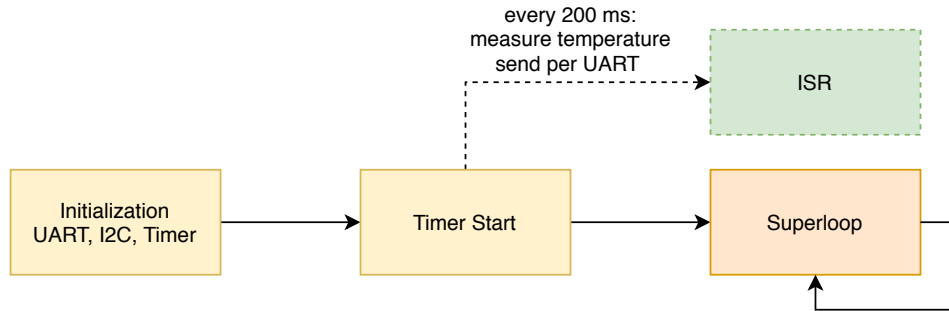 every 200 ms:
measure temperature
send per UART
ISR
Initialization
UART, I2C, Timer
Timer Start
Superloop